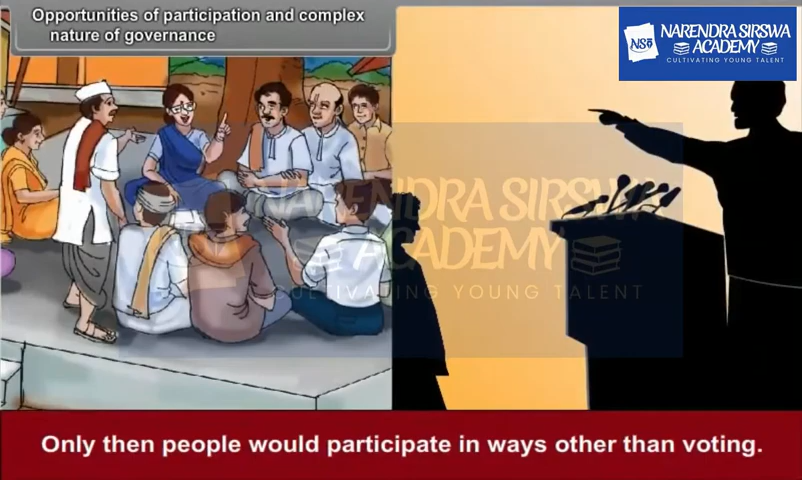 Opportunities of participation and complex
nature of governance
NSA
NARENDRA SIRSWA
ACADEMY
CULTIVATING YOUNG TALENT
NARENDRA SIRSWA
ACADEMY
CULTIVATING YOUNG TALENT
Only then people would participate in ways other than voting.